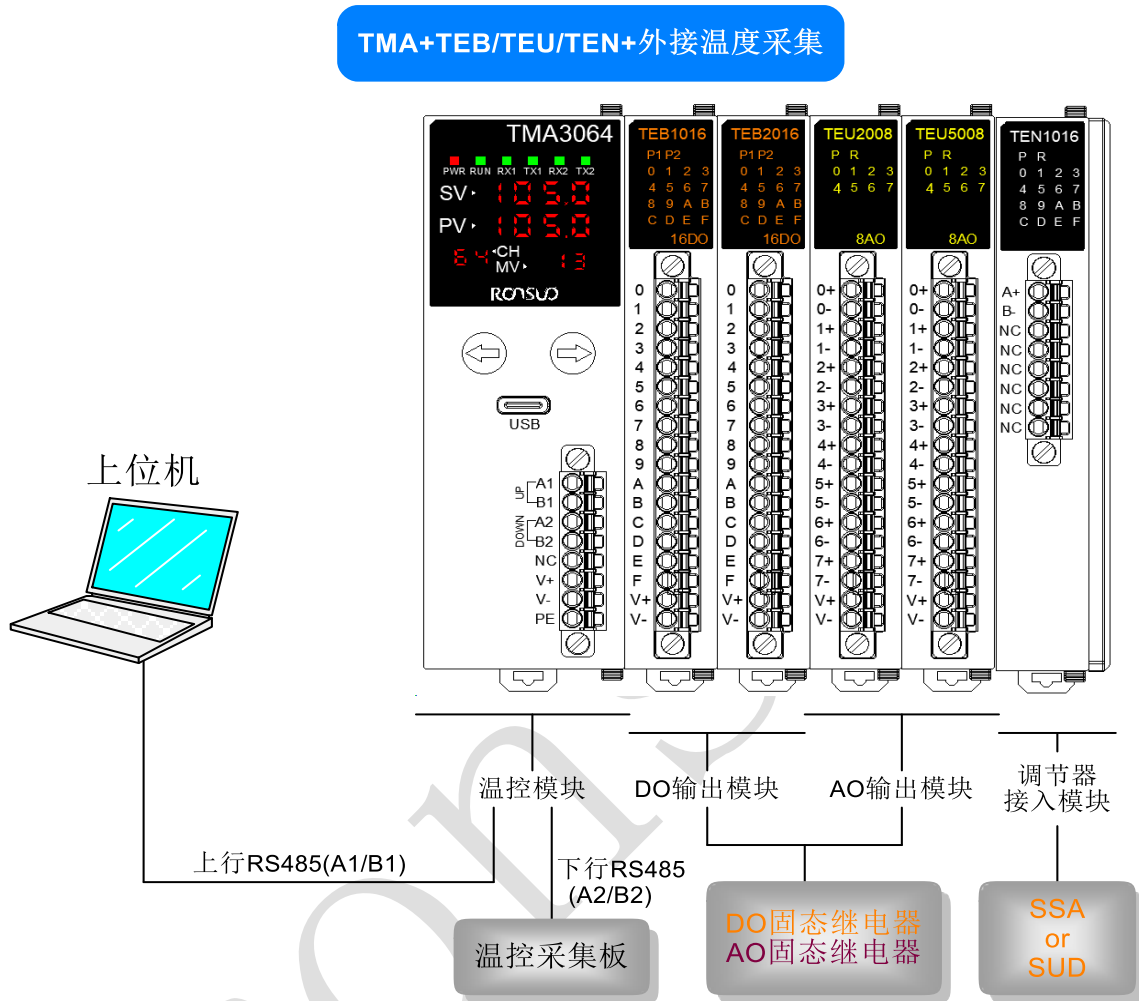 TMA+TEB/TEU/TEN+外接温度采集
TMA3064
PWR RUN RX1 TX1 RX2 TX2
SV 105.0
PV 105.0
64 CH
MV 13
RONSUO
USB
UP
A1
B1
DOWN
A2
B2
NC
V+
V-
PE
TEB1016
P1 P2
0 1 2 3
4 5 6 7
8 9 A B
C D E F
16DO
0
1
2
3
4
5
6
7
8
9
A
B
C
D
E
F
V+
V-
TEB2016
P1 P2
0 1 2 3
4 5 6 7
8 9 A B
C D E F
16DO
0
1
2
3
4
5
6
7
8
9
A
B
C
D
E
F
V+
V-
TEU2008
P R
0 1 2 3
4 5 6 7
8AO
0+
0-
1+
1-
2+
2-
3+
3-
4+
4-
5+
5-
6+
6-
7+
7-
V+
V-
TEU5008
P R
0 1 2 3
4 5 6 7
8AO
0+
0-
1+
1-
2+
2-
3+
3-
4+
4-
5+
5-
6+
6-
7+
7-
V+
V-
TEN1016
P R
0 1 2 3
4 5 6 7
8 9 A B
C D E F
A+
B-
NC
NC
NC
NC
NC
NC
上位机
温控模块
DO输出模块
AO输出模块
调节器
接入模块
上行RS485(A1/B1)
下行RS485
(A2/B2)
温控采集板
DO固态继电器
AO固态继电器
SSA
or
SUD